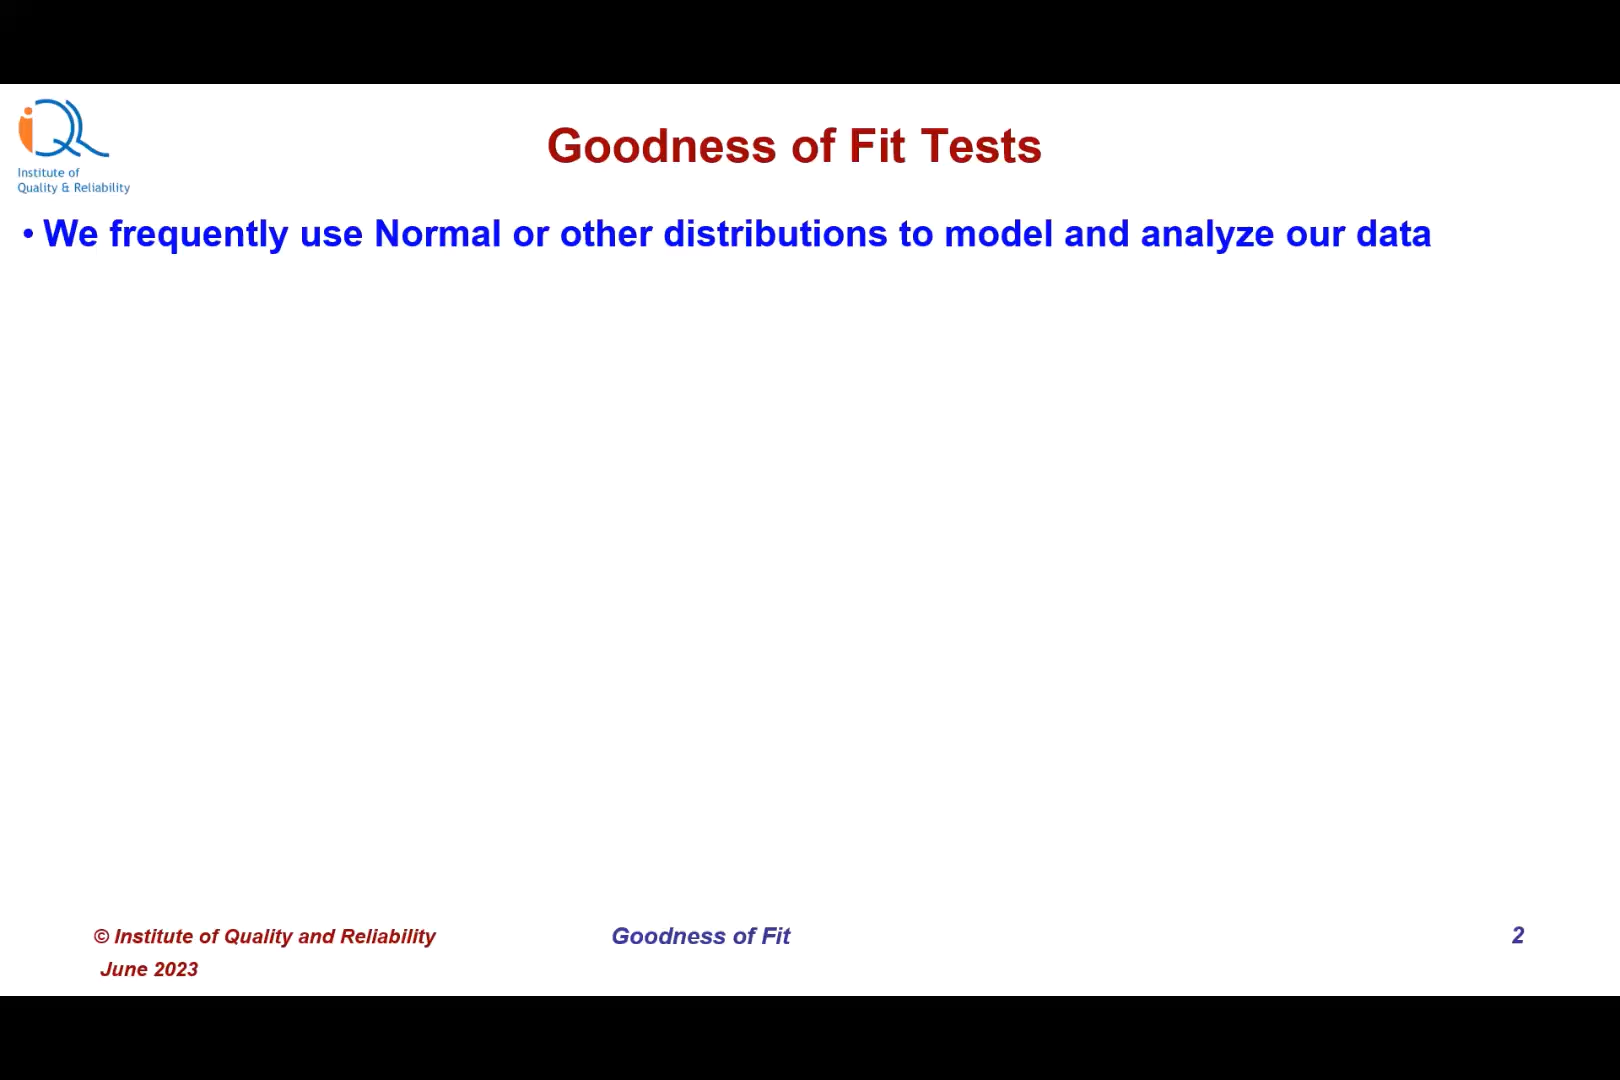 Institute of
Quality & Reliability
Goodness of Fit Tests
• We frequently use Normal or other distributions to model and analyze our data
© Institute of Quality and Reliability
June 2023
Goodness of Fit
2